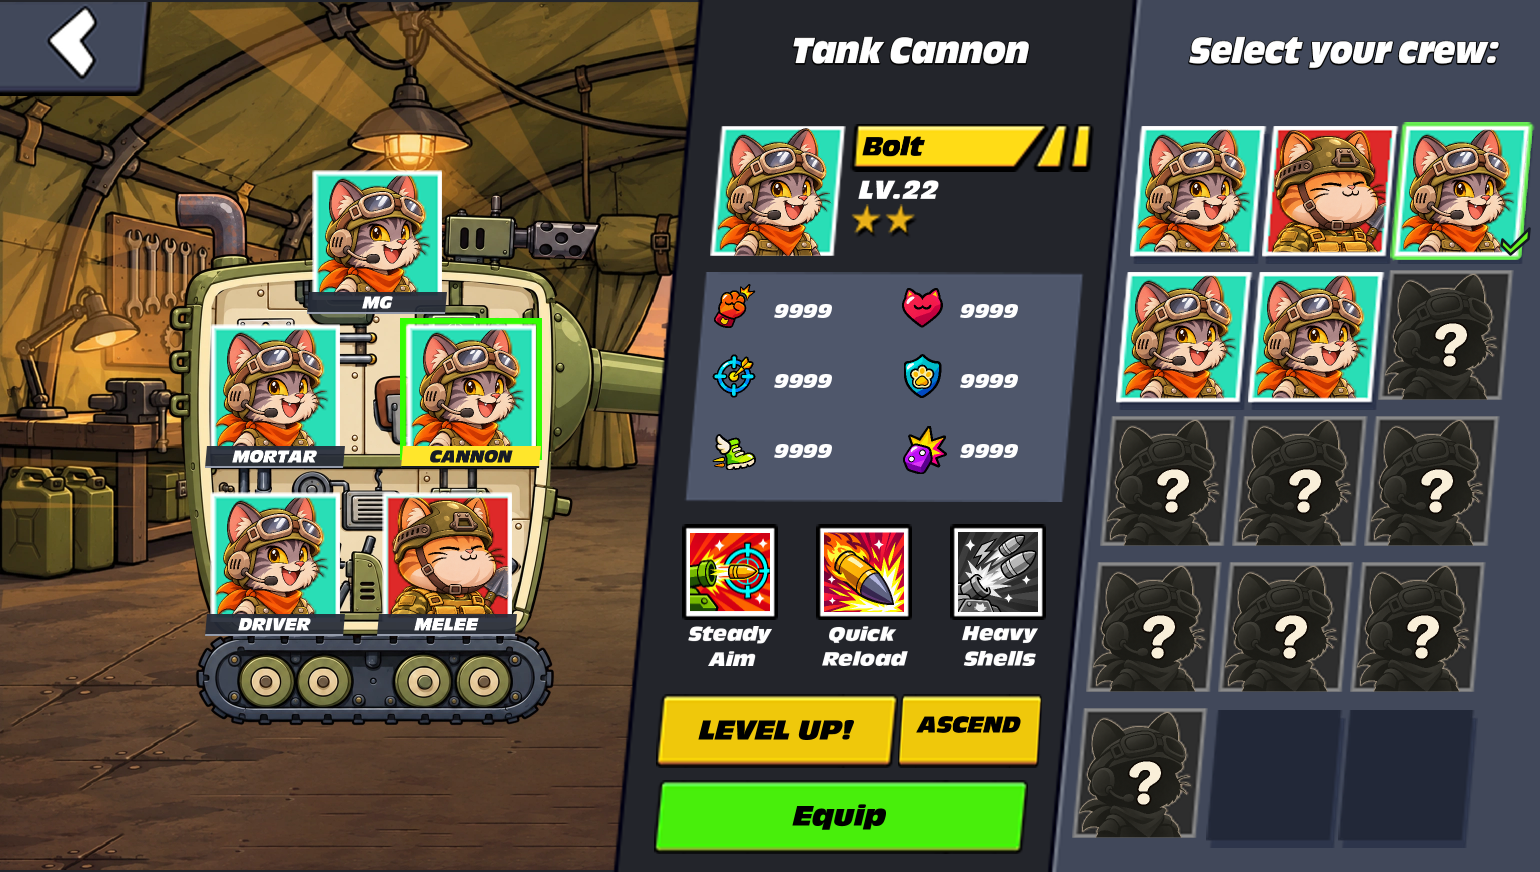 Tank Cannon
Select your crew:
Bolt
LV.22
MG
9999
9999
9999
9999
MORTAR
CANNON
9999
9999
Steady
Aim
Quick
Reload
Heavy
Shells
DRIVER
MELEE
?
?
?
?
?
?
?
?
LEVEL UP!
ASCEND
Equip